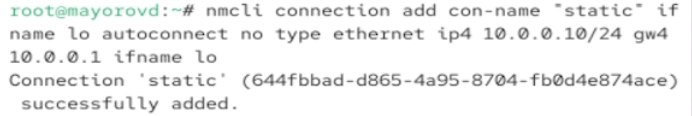 root@mayorovd:~# nmcli connection add con-name "static" if
name lo autoconnect no type ethernet ip4 10.0.0.10/24 gw4
10.0.0.1 ifname lo
Connection 'static' (644fbbad-d865-4a95-8704-fb0d4e874ace)
 successfully added.